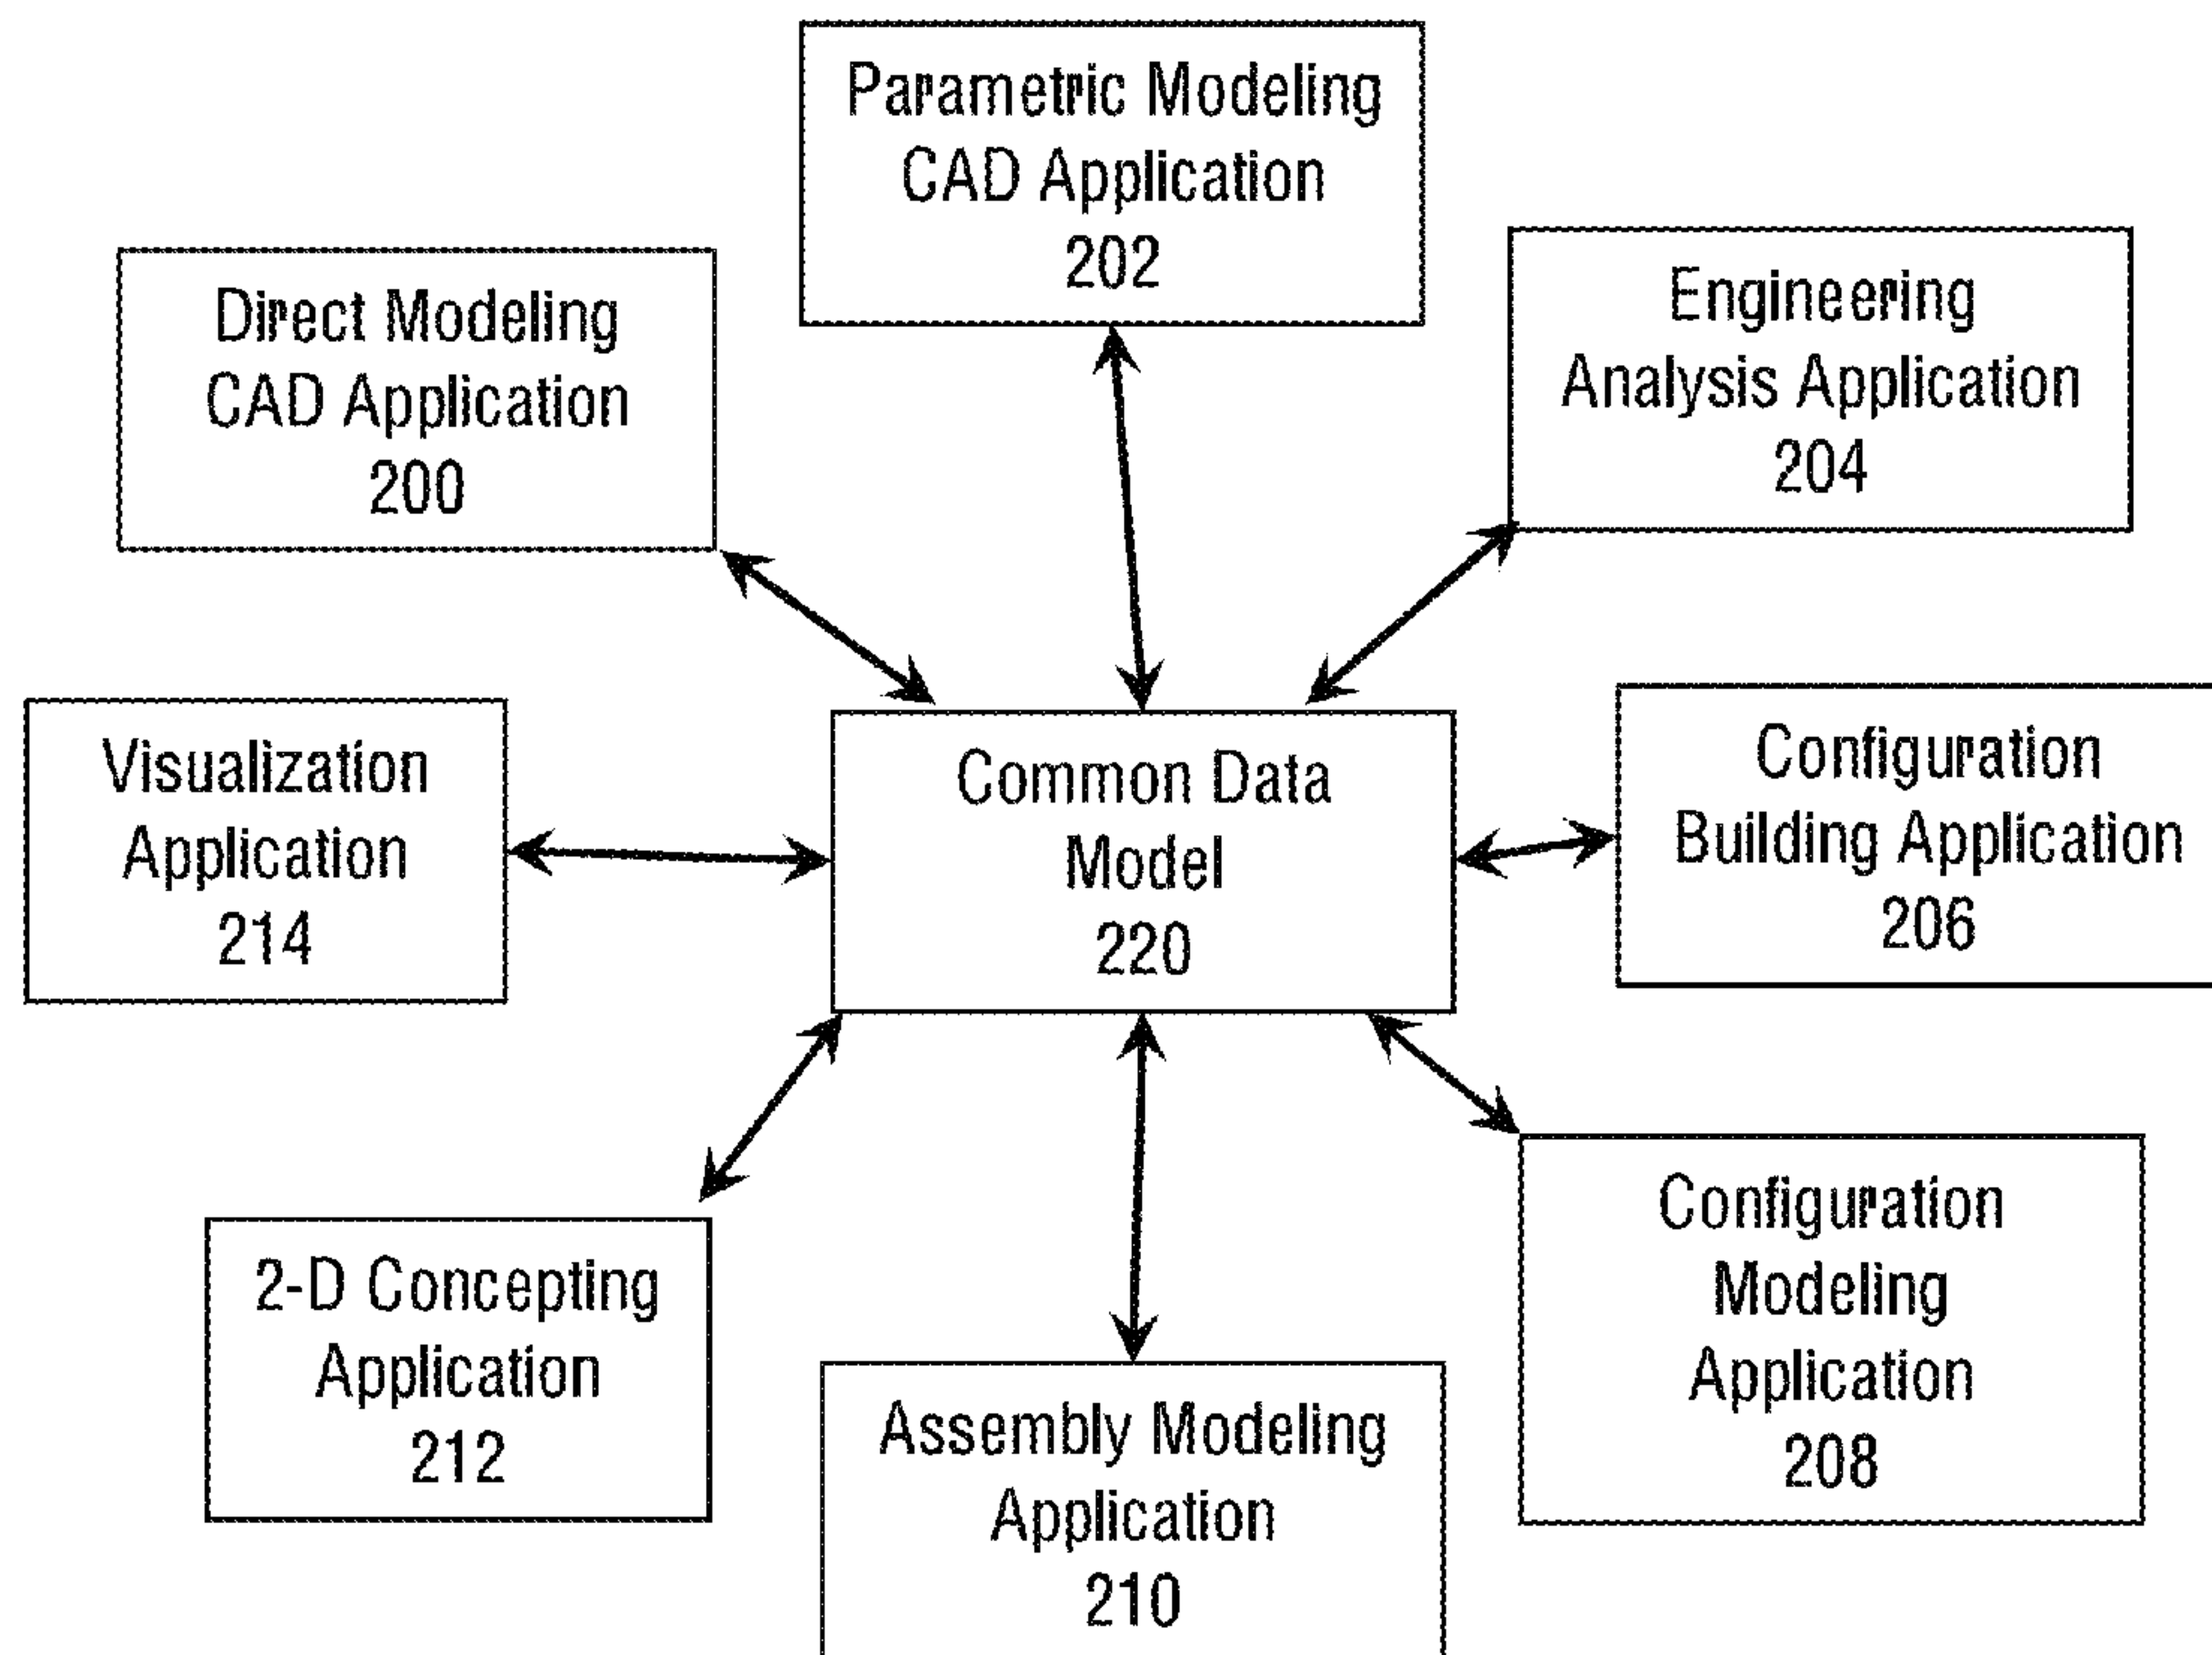 Parametric Modeling
CAD Application
202
Direct Modeling
CAD Application
200
Engineering
Analysis Application
204
Visualization
Application
214
Common Data
Model
220
Configuration
Building Application
206
2-D Concepting
Application
212
Assembly Modeling
Application
210
Configuration
Modeling
Application
208